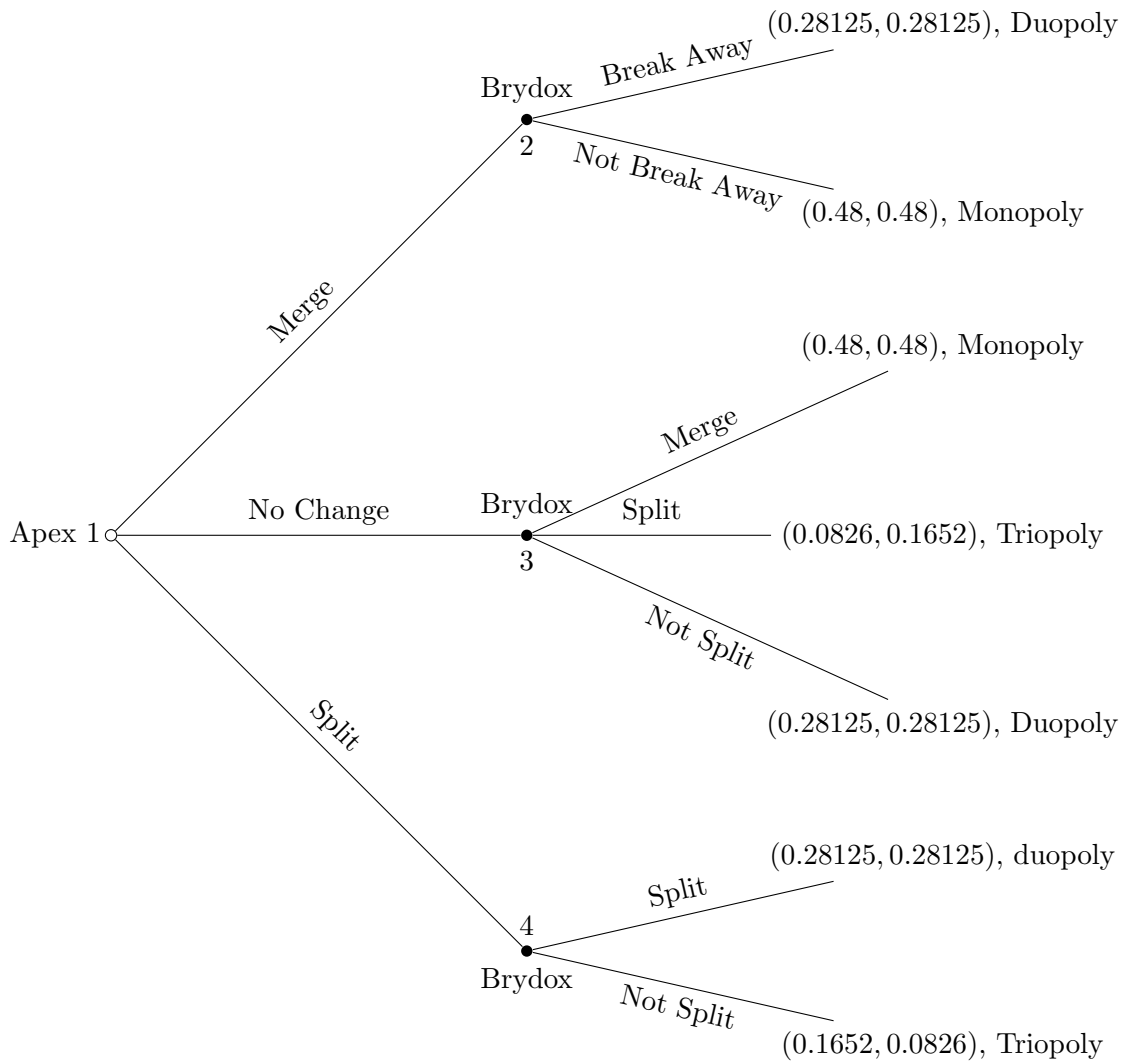 (0.28125, 0.28125), Duopoly
Break Away
Brydox
2
Not Break Away
(0.48, 0.48), Monopoly
Merge
(0.48, 0.48), Monopoly
Merge
Apex 1
No Change
Brydox
3
Split
(0.0826, 0.1652), Triopoly
Not Split
(0.28125, 0.28125), Duopoly
Split
(0.28125, 0.28125), duopoly
Split
4
Brydox
Not Split
(0.1652, 0.0826), Triopoly